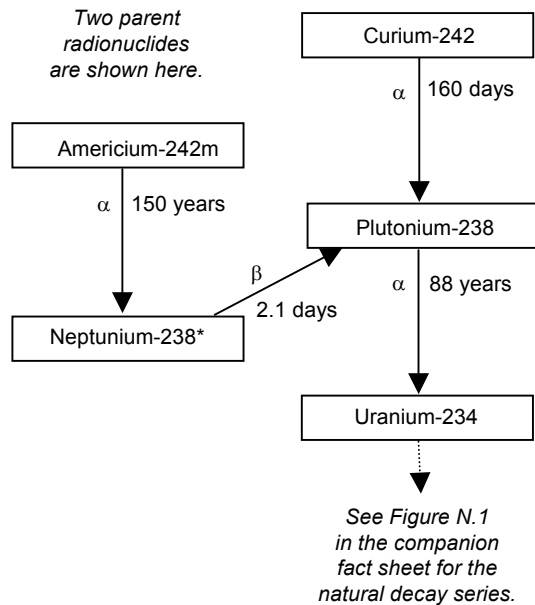 Two parent
radionuclides
are shown here.
Curium-242
α 160 days
Americium-242m
α 150 years
Plutonium-238
β
2.1 days
α 88 years
Neptunium-238*
Uranium-234
See Figure N.1
in the companion
fact sheet for the
natural decay series.